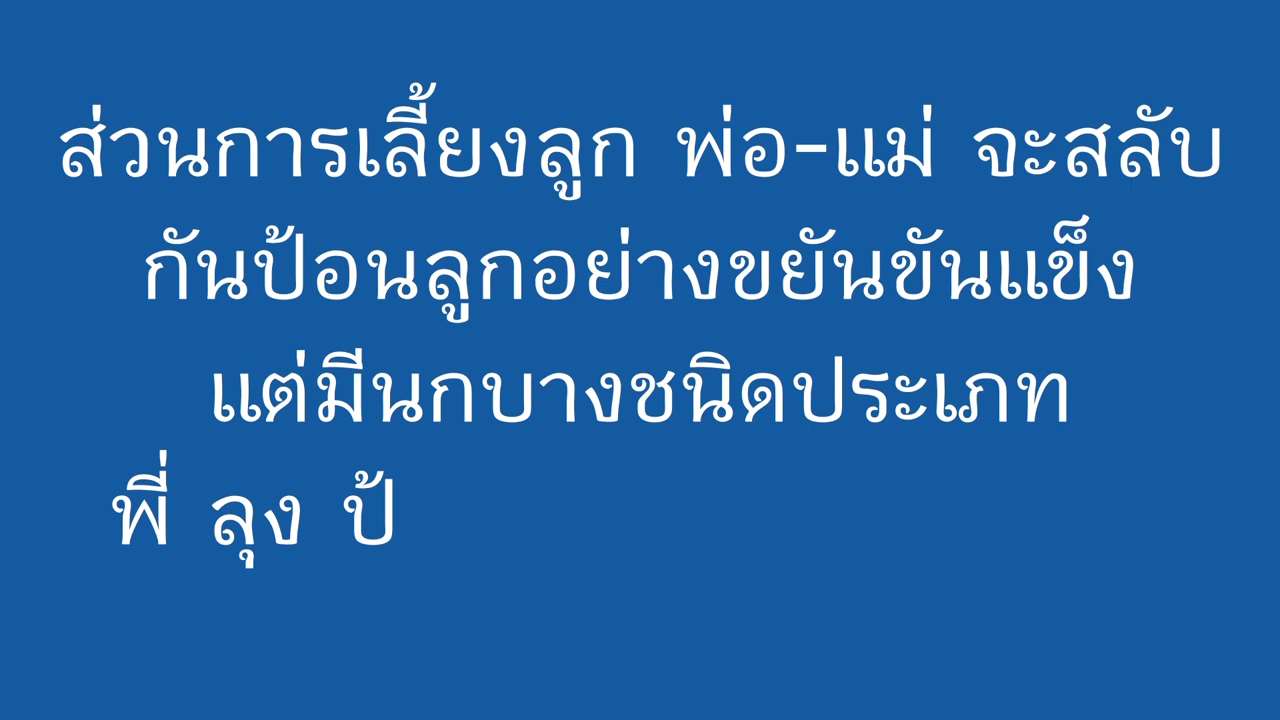 ส่วนการเลี้ยงลูก พ่อ-แม่ จะสลับ
กันป้อนลูกอย่างขยันขันแข็ง
แต่มีนกบางชนิดประเภท
พี่ ลุง ป้